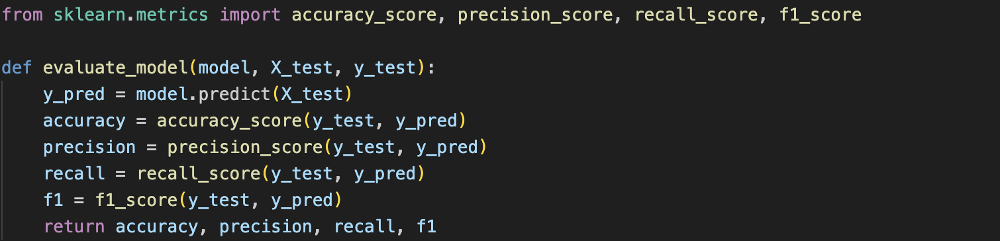 from sklearn.metrics import accuracy_score, precision_score, recall_score, f1_score
def evaluate_model(model, X_test, y_test):
    y_pred = model.predict(X_test)
    accuracy = accuracy_score(y_test, y_pred)
    precision = precision_score(y_test, y_pred)
    recall = recall_score(y_test, y_pred)
    f1 = f1_score(y_test, y_pred)
    return accuracy, precision, recall, f1